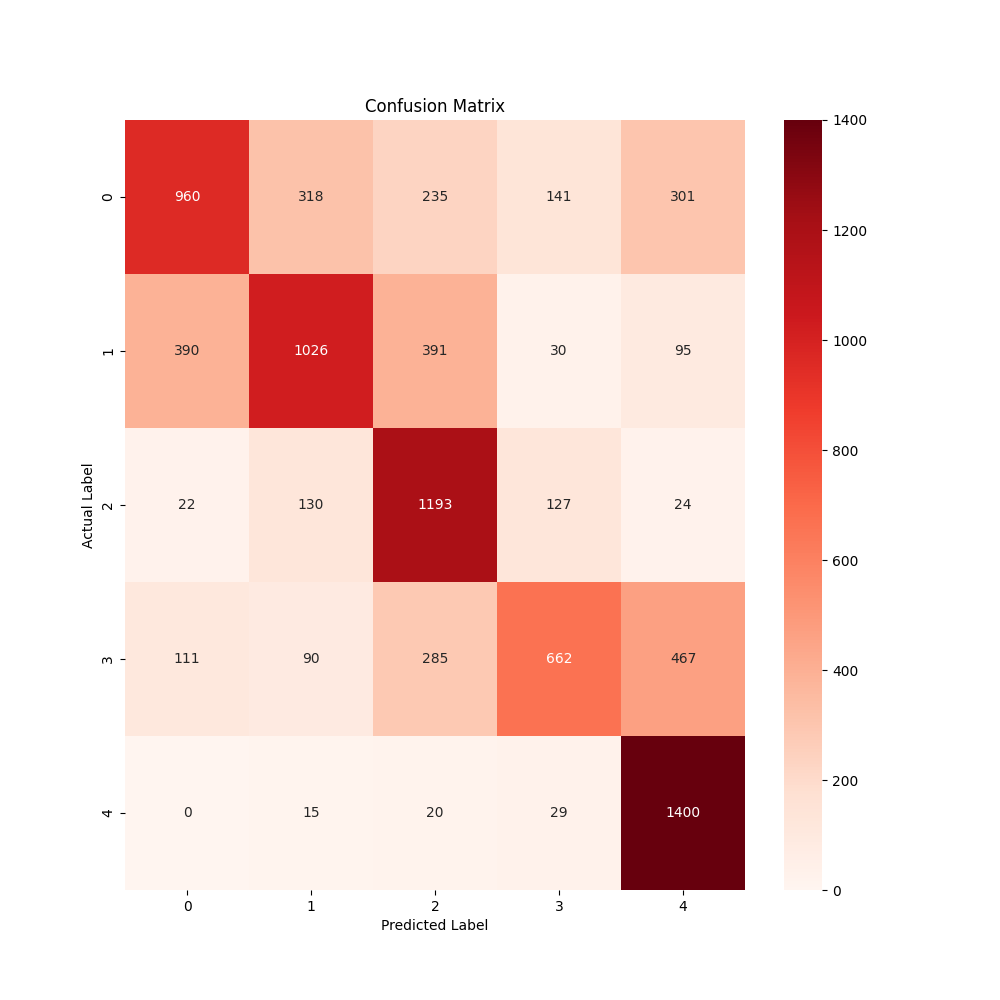 Confusion Matrix
Actual Label
0 960 318 235 141 301
1 390 1026 391 30 95
2 22 130 1193 127 24
3 111 90 285 662 467
4 0 15 20 29 1400
0 1 2 3 4
Predicted Label
1400
1200
1000
800
600
400
200
0